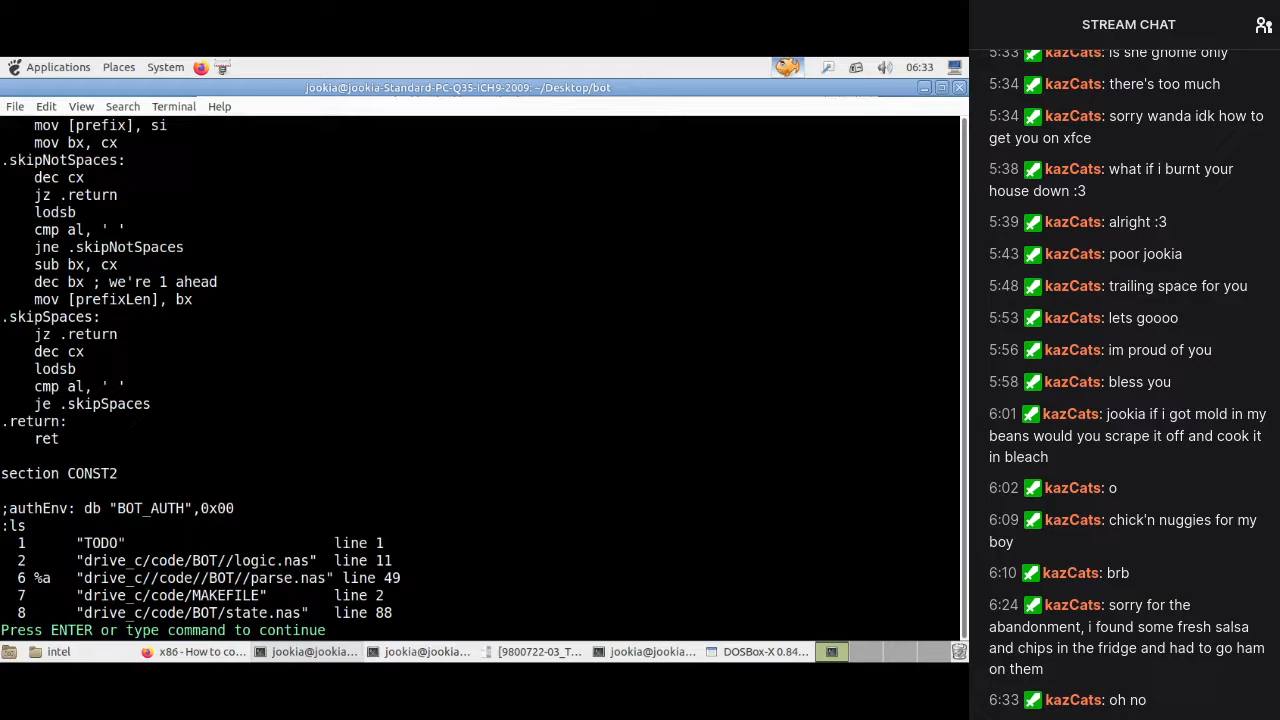 Applications Places System 06:33
jookia@jookia-Standard-PC-Q35-ICH9-2009: ~/Desktop/bot
File Edit View Search Terminal Help
mov [prefix], si
mov bx, cx
.skipNotSpaces:
dec cx
jz .return
lodsb
cmp al, ' '
jne .skipNotSpaces
sub bx, cx
dec bx ; we're 1 ahead
mov [prefixLen], bx
.skipSpaces:
jz .return
dec cx
lodsb
cmp al, ' '
je .skipSpaces
.return:
ret
section CONST2
;authEnv: db "BOT_AUTH",0x00
:ls
1 "TODO" line 1
2 "drive_c/code/BOT//logic.nas" line 11
6 %a "drive_c//code//BOT//parse.nas" line 49
7 "drive_c/code/MAKEFILE" line 2
8 "drive_c/code/BOT/state.nas" line 88
Press ENTER or type command to continue
intel x86 - How to co... jookia@jookia... jookia@jookia... [9800722-03_T... jookia@jookia... DOSBox-X 0.84...
STREAM CHAT
5:33 kazCats: is she gnome only
5:34 kazCats: there's too much
5:34 kazCats: sorry wanda idk how to
get you on xfce
5:38 kazCats: what if i burnt your
house down :3
5:39 kazCats: alright :3
5:43 kazCats: poor jookia
5:48 kazCats: trailing space for you
5:53 kazCats: lets goooo
5:56 kazCats: im proud of you
5:58 kazCats: bless you
6:01 kazCats: jookia if i got mold in my
beans would you scrape it off and cook it
in bleach
6:02 kazCats: o
6:09 kazCats: chick'n nuggies for my
boy
6:10 kazCats: brb
6:24 kazCats: sorry for the
abandonment, i found some fresh salsa
and chips in the fridge and had to go ham
on them
6:33 kazCats: oh no